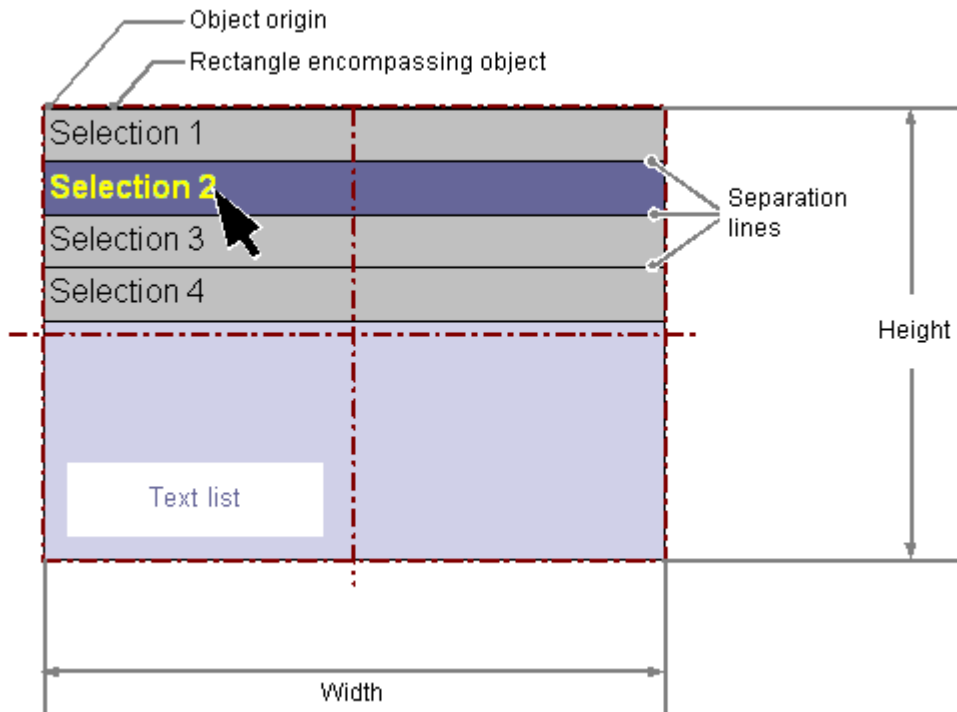 Object origin
Rectangle encompassing object
Selection 1
Selection 2
Selection 3
Selection 4
Separation
lines
Height
Text list
Width